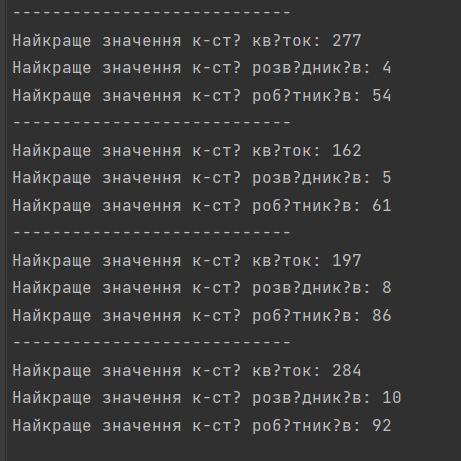 ----------------------------
Найкраще значення к-ст? кв?ток: 277
Найкраще значення к-ст? розв?дник?в: 4
Найкраще значення к-ст? роб?тник?в: 54
----------------------------
Найкраще значення к-ст? кв?ток: 162
Найкраще значення к-ст? розв?дник?в: 5
Найкраще значення к-ст? роб?тник?в: 61
----------------------------
Найкраще значення к-ст? кв?ток: 197
Найкраще значення к-ст? розв?дник?в: 8
Найкраще значення к-ст? роб?тник?в: 86
----------------------------
Найкраще значення к-ст? кв?ток: 284
Найкраще значення к-ст? розв?дник?в: 10
Найкраще значення к-ст? роб?тник?в: 92